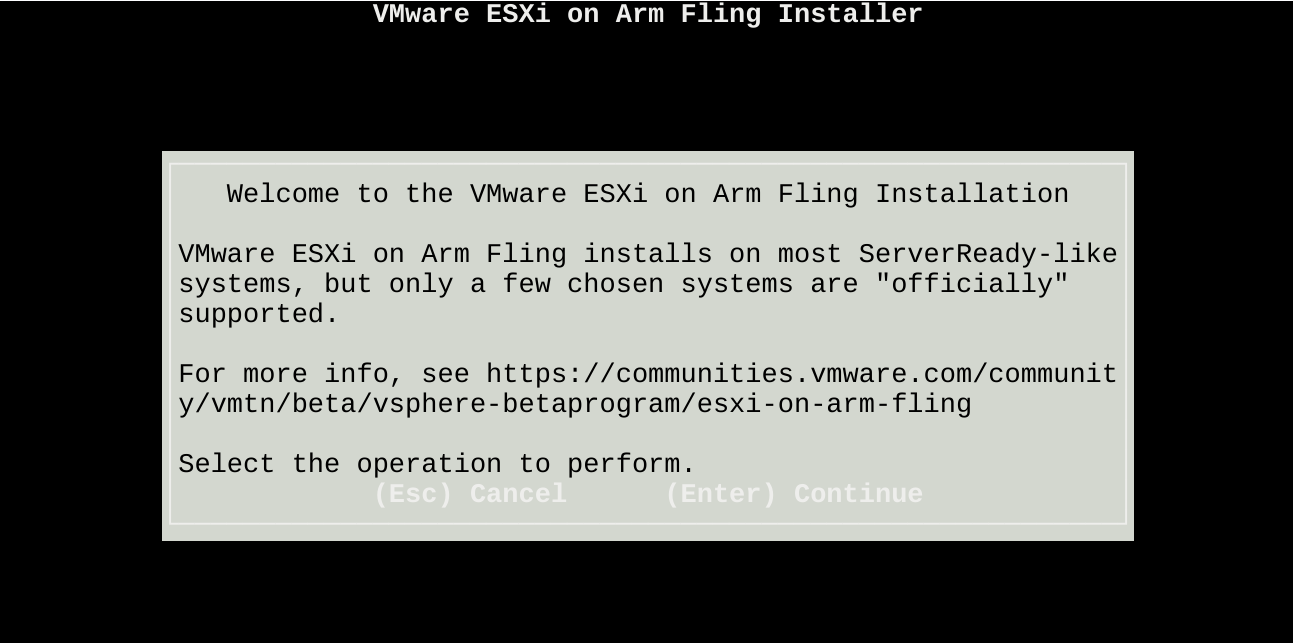 VMware ESXi on Arm Fling Installer
Welcome to the VMware ESXi on Arm Fling Installation
VMware ESXi on Arm Fling installs on most ServerReady-like
systems, but only a few chosen systems are "officially"
supported.
For more info, see https://communities.vmware.com/communit
y/vmtn/beta/vsphere-betaprogram/esxi-on-arm-fling
Select the operation to perform.
(Esc) Cancel (Enter) Continue